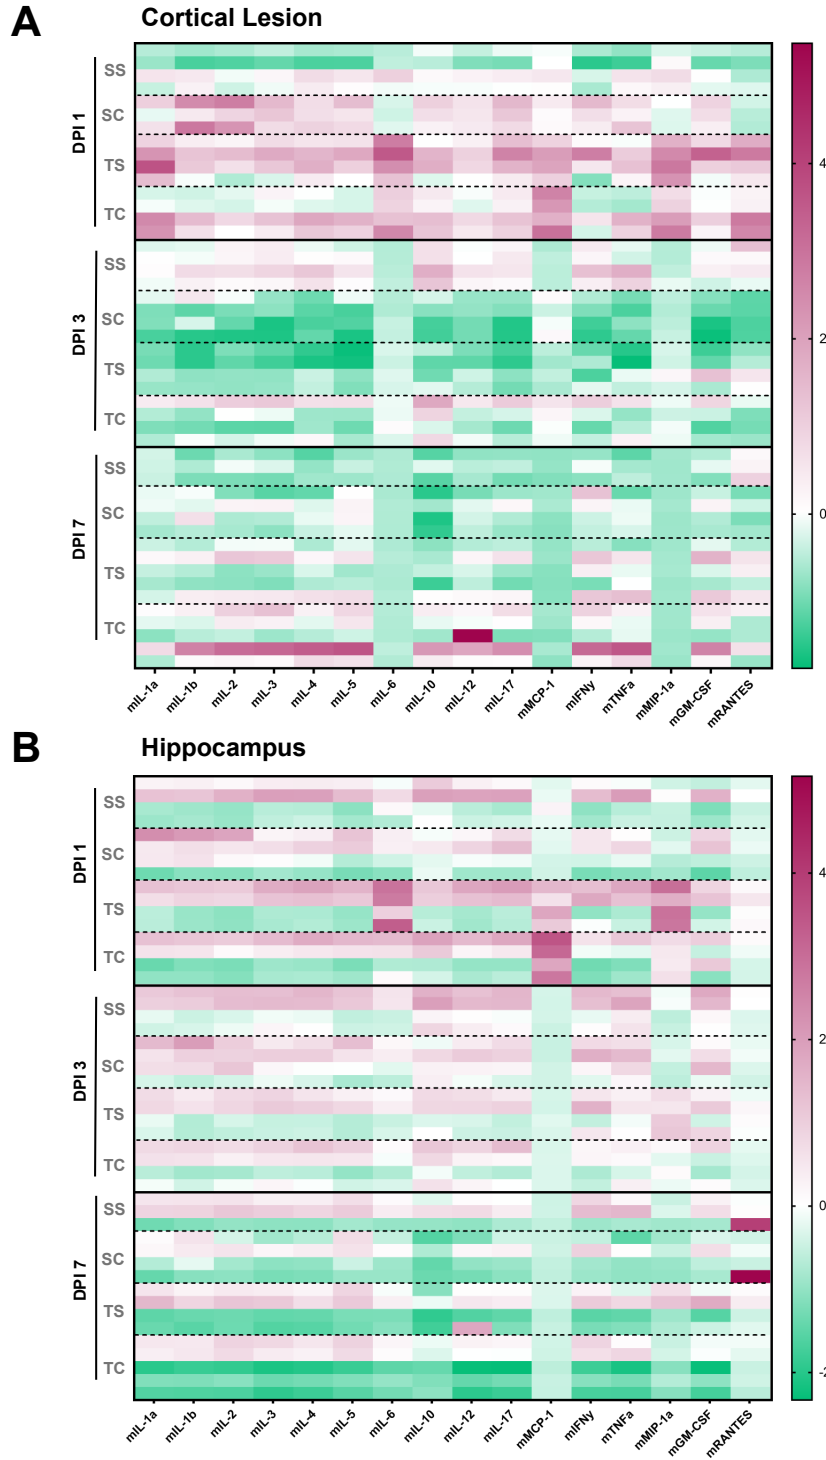 A
Cortical Lesion
DPI 1
SS
SC
TS
TC
DPI 3
SS
SC
TS
TC
DPI 7
SS
SC
TS
TC
4
2
0
mIL-1a
mIL-1b
mIL-2
mIL-3
mIL-4
mIL-5
mIL-6
mIL-10
mIL-12
mIL-17
mMCP-1
mIFNy
mTNFa
mMIP-1a
mGM-CSF
mRANTES
B
Hippocampus
DPI 1
SS
SC
TS
TC
DPI 3
SS
SC
TS
TC
DPI 7
SS
SC
TS
TC
4
2
0
-2
mIL-1a
mIL-1b
mIL-2
mIL-3
mIL-4
mIL-5
mIL-6
mIL-10
mIL-12
mIL-17
mMCP-1
mIFNy
mTNFa
mMIP-1a
mGM-CSF
mRANTES